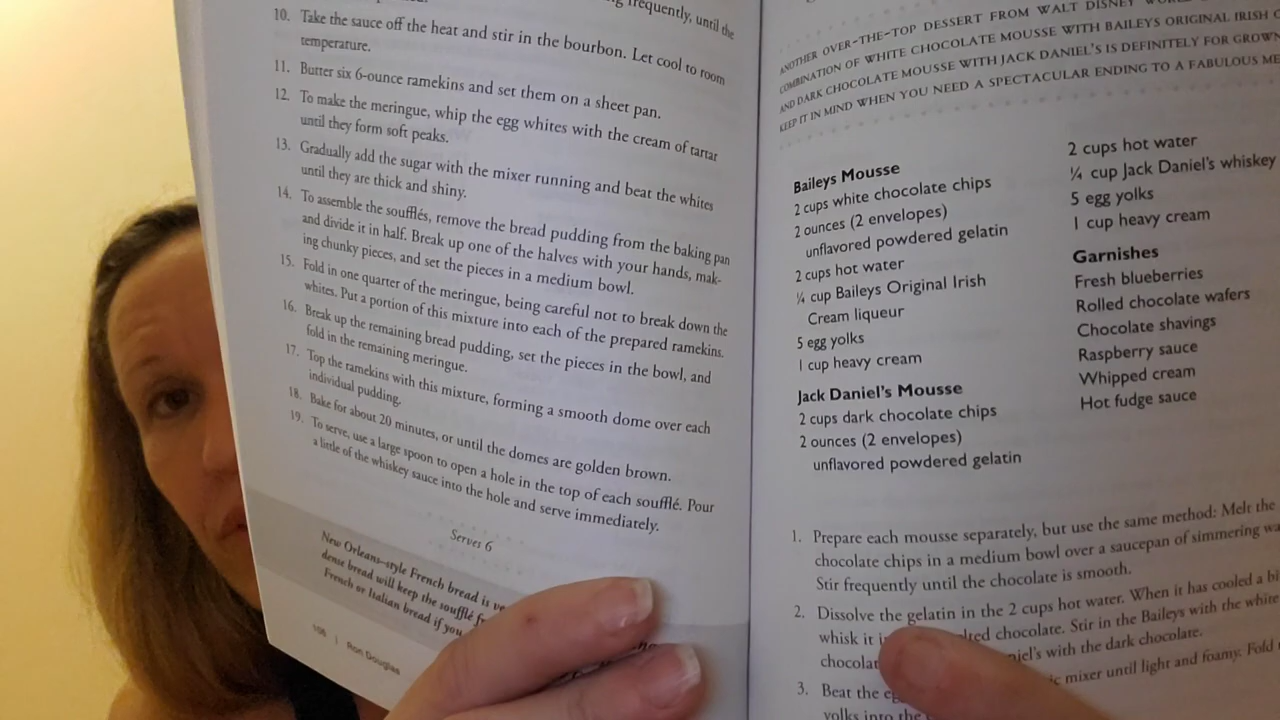 frequently, until the
10. Take the sauce off the heat and stir in the bourbon. Let cool to room
temperature.
11. Butter six 6-ounce ramekins and set them on a sheet pan.
12. To make the meringue, whip the egg whites with the cream of tartar
until they form soft peaks.
13. Gradually add the sugar with the mixer running and beat the whites
until they are thick and shiny.
14. To assemble the soufflés, remove the bread pudding from the baking pan
and divide it in half. Break up one of the halves with your hands, mak-
ing chunky pieces, and set the pieces in a medium bowl.
15. Fold in one quarter of the meringue, being careful not to break down the
whites. Put a portion of this mixture into each of the prepared ramekins.
16. Break up the remaining bread pudding, set the pieces in the bowl, and
fold in the remaining meringue.
17. Top the ramekins with this mixture, forming a smooth dome over each
individual pudding.
18. Bake for about 20 minutes, or until the domes are golden brown.
19. To serve, use a large spoon to open a hole in the top of each soufflé. Pour
a little of the whiskey sauce into the hole and serve immediately.
Serves 6
New Orleans–style French bread is
dense bread will keep the soufflé
French or Italian bread if you
108 | Ron Douglas
ANOTHER OVER-THE-TOP DESSERT FROM WALT DISNEY
COMBINATION OF WHITE CHOCOLATE MOUSSE WITH BAILEYS ORIGINAL IRISH
AND DARK CHOCOLATE MOUSSE WITH JACK DANIEL'S IS DEFINITELY FOR
KEEP IT IN MIND WHEN YOU NEED A SPECTACULAR ENDING TO A FABULOUS
Baileys Mousse
2 cups white chocolate chips
2 ounces (2 envelopes)
unflavored powdered gelatin
2 cups hot water
¼ cup Baileys Original Irish
Cream liqueur
5 egg yolks
1 cup heavy cream
Jack Daniel's Mousse
2 cups dark chocolate chips
2 ounces (2 envelopes)
unflavored powdered gelatin
2 cups hot water
¼ cup Jack Daniel's whiskey
5 egg yolks
1 cup heavy cream
Garnishes
Fresh blueberries
Rolled chocolate wafers
Chocolate shavings
Raspberry sauce
Whipped cream
Hot fudge sauce
1. Prepare each mousse separately, but use the same method: Melt the
chocolate chips in a medium bowl over a saucepan of simmering
Stir frequently until the chocolate is smooth.
2. Dissolve the gelatin in the 2 cups hot water. When it has cooled a
whisk it chocolate. Stir in the Baileys with the white
with the dark chocolate.
3. Beat the mixer until light and foamy. Fold
volks into the